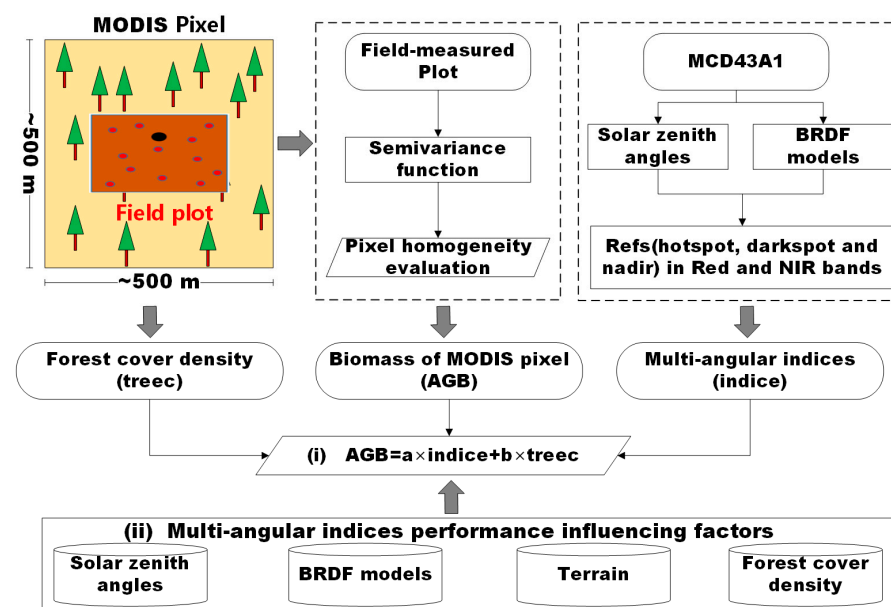 MODIS Pixel
~500 m
Field plot
~500 m
Field-measured
Plot
Semivariance
function
Pixel homogeneity
evaluation
MCD43A1
Solar zenith
angles
BRDF
models
Refs(hotspot, darkspot and
nadir) in Red and NIR bands
Forest cover density
(treec)
Biomass of MODIS pixel
(AGB)
Multi-angular indices
(indice)
(i) AGB=a×indice+b×treec
(ii) Multi-angular indices performance influencing factors
Solar zenith
angles
BRDF models
Terrain
Forest cover
density